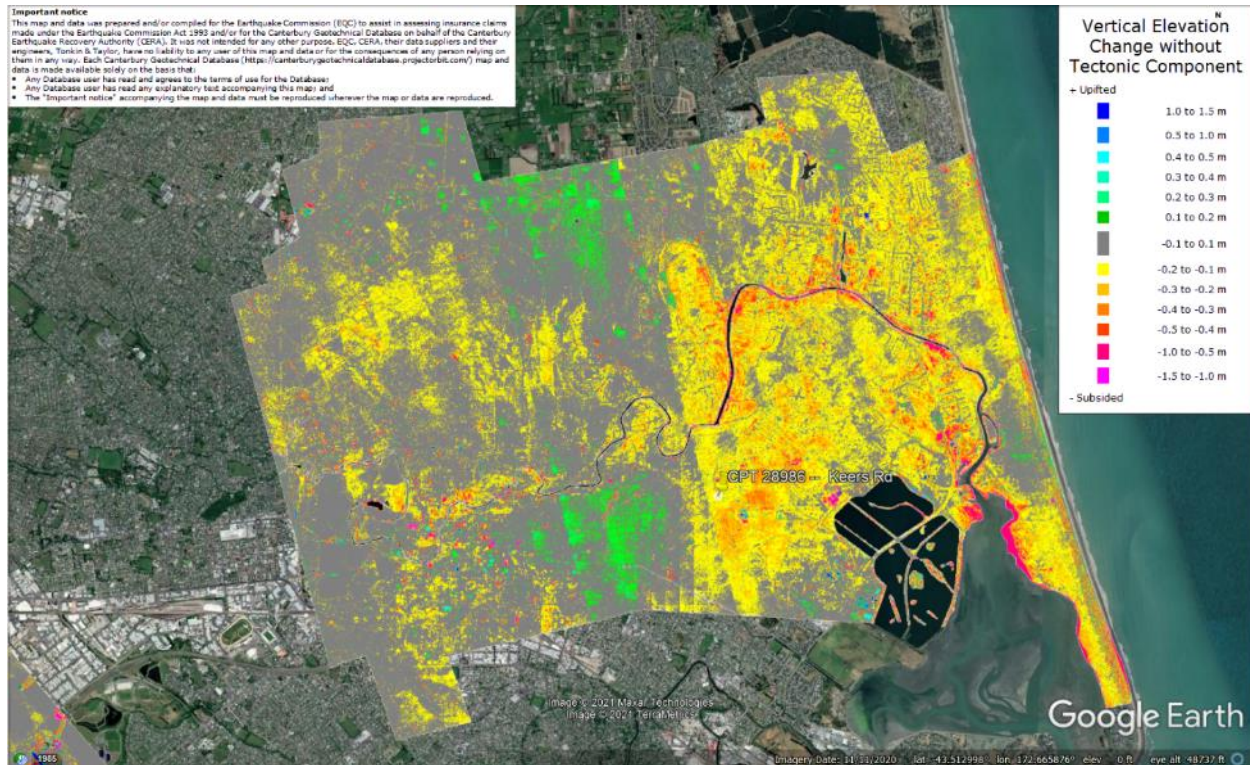 Important notice
This map and data was prepared and/or compiled for the Earthquake Commission (EQC) to assist in assessing insurance claims
made under the Earthquake Commission Act 1993 and/or for the Canterbury Geotechnical Database on behalf of the Canterbury
Earthquake Recovery Authority (CERA). It was not intended for any other purpose. EQC, CERA, their data suppliers and their
engineers, Tonkin & Taylor, have no liability to any user of this map and data or for the consequences of any person relying on
them in any way. Each Canterbury Geotechnical Database (https://canterburygeotechnicaldatabase.projectorbit.com/) map and
data is made available solely on the basis that:
• Any Database user has read and agrees to the terms of use for the Database;
• Any Database user has read any explanatory text accompanying this map; and
• The "Important notice" accompanying the map and data must be reproduced wherever the map or data are reproduced.
N
Vertical Elevation
Change without
Tectonic Component
+ Uplifted
1.0 to 1.5 m
0.5 to 1.0 m
0.4 to 0.5 m
0.3 to 0.4 m
0.2 to 0.3 m
0.1 to 0.2 m
-0.1 to 0.1 m
-0.2 to -0.1 m
-0.3 to -0.2 m
-0.4 to -0.3 m
-0.5 to -0.4 m
-1.0 to -0.5 m
-1.5 to -1.0 m
- Subsided
CPT 28986 -- Keers Rd
Image © 2021 Maxar Technologies
Image © 2021 TerraMetrics
Google Earth
1985
Imagery Date: 11/11/2020 lat -43.512998 lon 172.665876° elev 0 ft eye alt 48737 ft